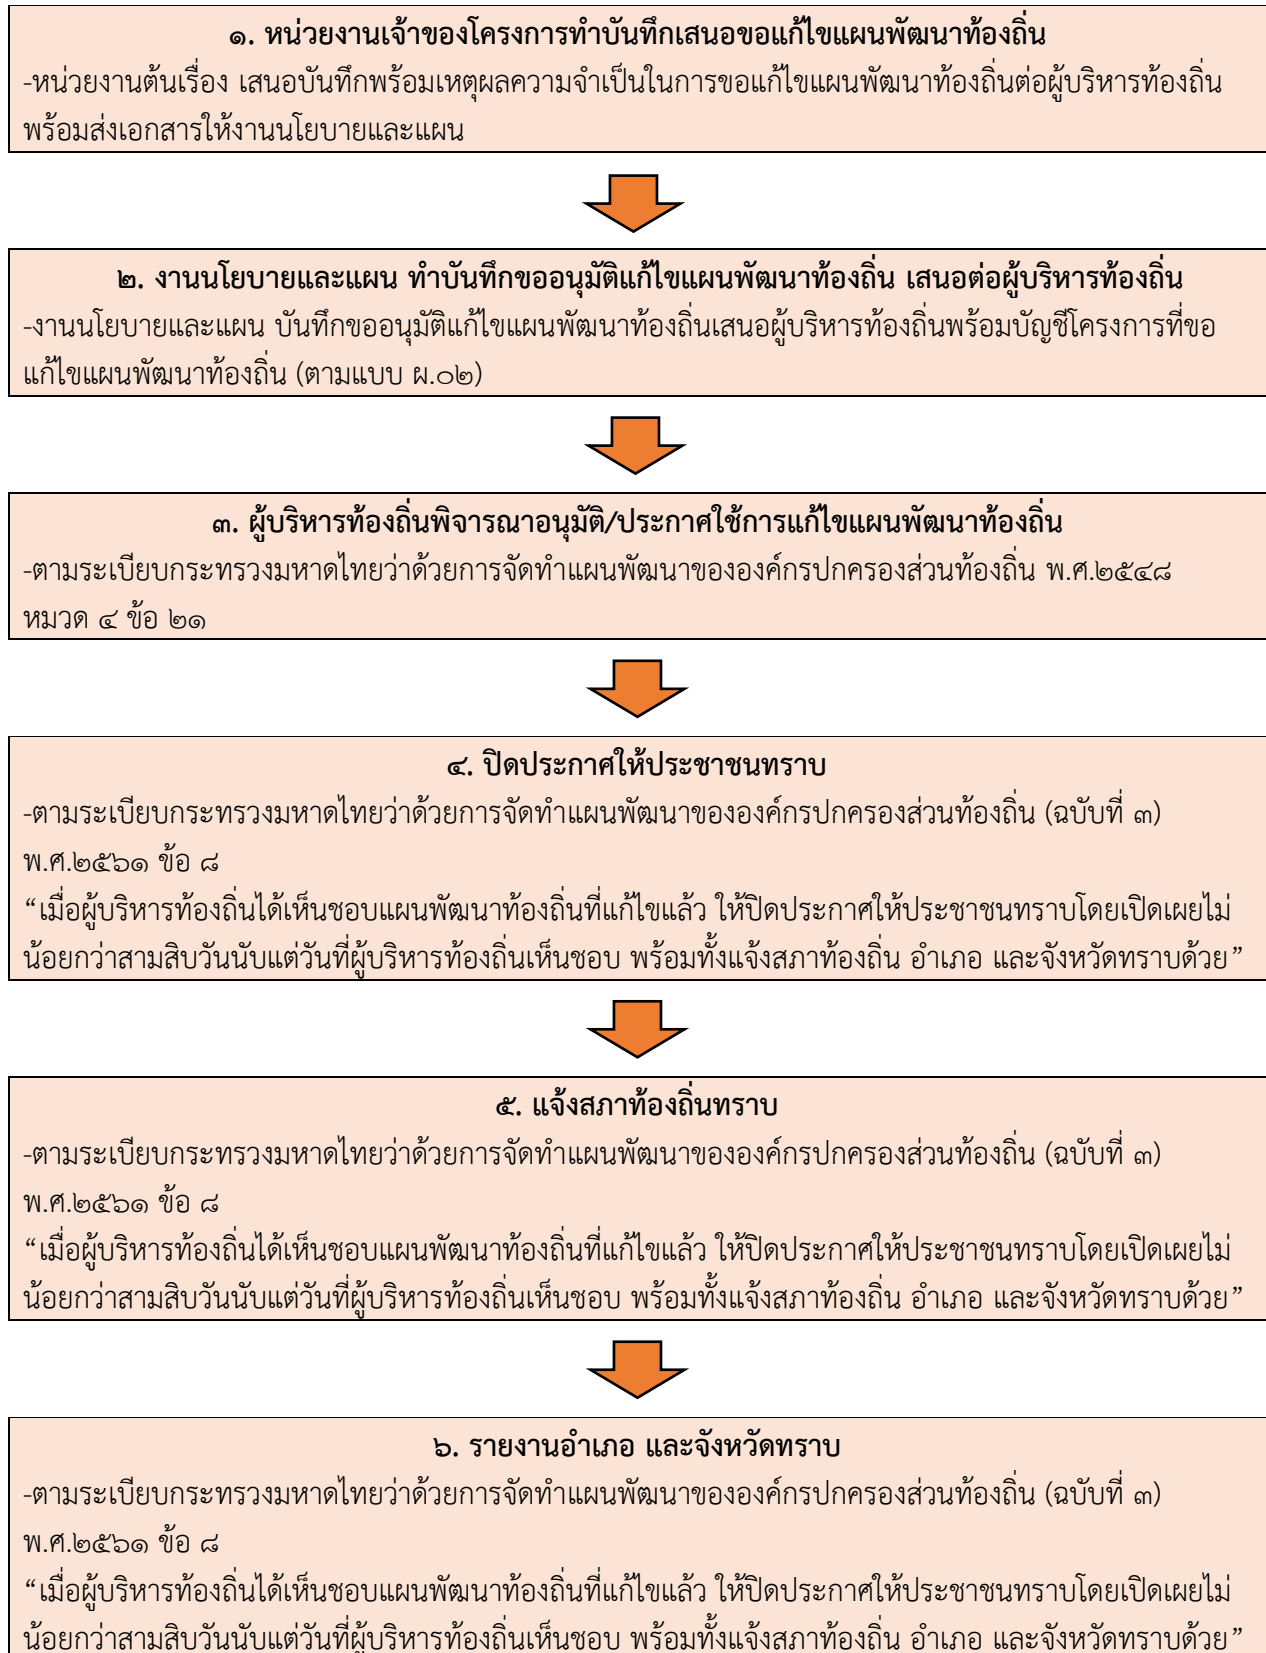 ๑. หน่วยงานเจ้าของโครงการทำบันทึกเสนอขอแก้ไขแผนพัฒนาท้องถิ่น
-หน่วยงานต้นเรื่อง เสนอบันทึกพร้อมเหตุผลความจำเป็นในการขอแก้ไขแผนพัฒนาท้องถิ่นต่อผู้บริหารท้องถิ่น
พร้อมส่งเอกสารให้งานนโยบายและแผน
๒. งานนโยบายและแผน ทำบันทึกขออนุมัติแก้ไขแผนพัฒนาท้องถิ่น เสนอต่อผู้บริหารท้องถิ่น
-งานนโยบายและแผน บันทึกขออนุมัติแก้ไขแผนพัฒนาท้องถิ่นเสนอผู้บริหารท้องถิ่นพร้อมบัญชีโครงการที่ขอ
แก้ไขแผนพัฒนาท้องถิ่น (ตามแบบ ผ.๐๒)
๓. ผู้บริหารท้องถิ่นพิจารณาอนุมัติ/ประกาศใช้การแก้ไขแผนพัฒนาท้องถิ่น
-ตามระเบียบกระทรวงมหาดไทยว่าด้วยการจัดทำแผนพัฒนาขององค์กรปกครองส่วนท้องถิ่น พ.ศ.๒๕๔๘
หมวด ๔ ข้อ ๒๑
๔. ปิดประกาศให้ประชาชนทราบ
-ตามระเบียบกระทรวงมหาดไทยว่าด้วยการจัดทำแผนพัฒนาขององค์กรปกครองส่วนท้องถิ่น (ฉบับที่ ๓)
พ.ศ.๒๕๖๑ ข้อ ๘
“เมื่อผู้บริหารท้องถิ่นได้เห็นชอบแผนพัฒนาท้องถิ่นที่แก้ไขแล้ว ให้ปิดประกาศให้ประชาชนทราบโดยเปิดเผยไม่
น้อยกว่าสามสิบวันนับแต่วันที่ผู้บริหารท้องถิ่นเห็นชอบ พร้อมทั้งแจ้งสภาท้องถิ่น อำเภอ และจังหวัดทราบด้วย”
๕. แจ้งสภาท้องถิ่นทราบ
-ตามระเบียบกระทรวงมหาดไทยว่าด้วยการจัดทำแผนพัฒนาขององค์กรปกครองส่วนท้องถิ่น (ฉบับที่ ๓)
พ.ศ.๒๕๖๑ ข้อ ๘
“เมื่อผู้บริหารท้องถิ่นได้เห็นชอบแผนพัฒนาท้องถิ่นที่แก้ไขแล้ว ให้ปิดประกาศให้ประชาชนทราบโดยเปิดเผยไม่
น้อยกว่าสามสิบวันนับแต่วันที่ผู้บริหารท้องถิ่นเห็นชอบ พร้อมทั้งแจ้งสภาท้องถิ่น อำเภอ และจังหวัดทราบด้วย”
๖. รายงานอำเภอ และจังหวัดทราบ
-ตามระเบียบกระทรวงมหาดไทยว่าด้วยการจัดทำแผนพัฒนาขององค์กรปกครองส่วนท้องถิ่น (ฉบับที่ ๓)
พ.ศ.๒๕๖๑ ข้อ ๘
“เมื่อผู้บริหารท้องถิ่นได้เห็นชอบแผนพัฒนาท้องถิ่นที่แก้ไขแล้ว ให้ปิดประกาศให้ประชาชนทราบโดยเปิดเผยไม่
น้อยกว่าสามสิบวันนับแต่วันที่ผู้บริหารท้องถิ่นเห็นชอบ พร้อมทั้งแจ้งสภาท้องถิ่น อำเภอ และจังหวัดทราบด้วย”